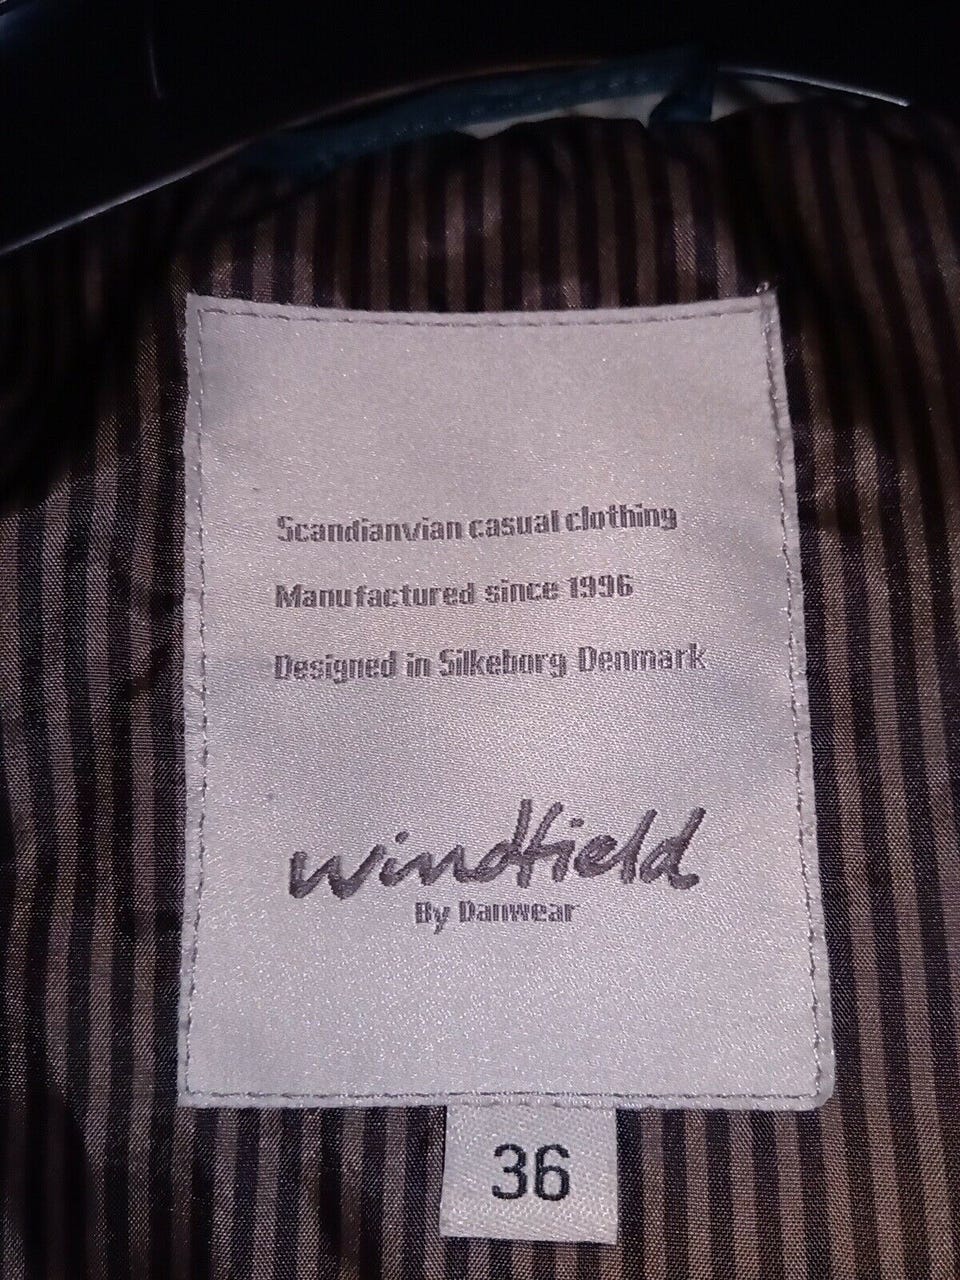 Scandianvian casual clothing
Manufactured since 1996
Designed in Silkeborg Denmark
windfield
By Danwear
36